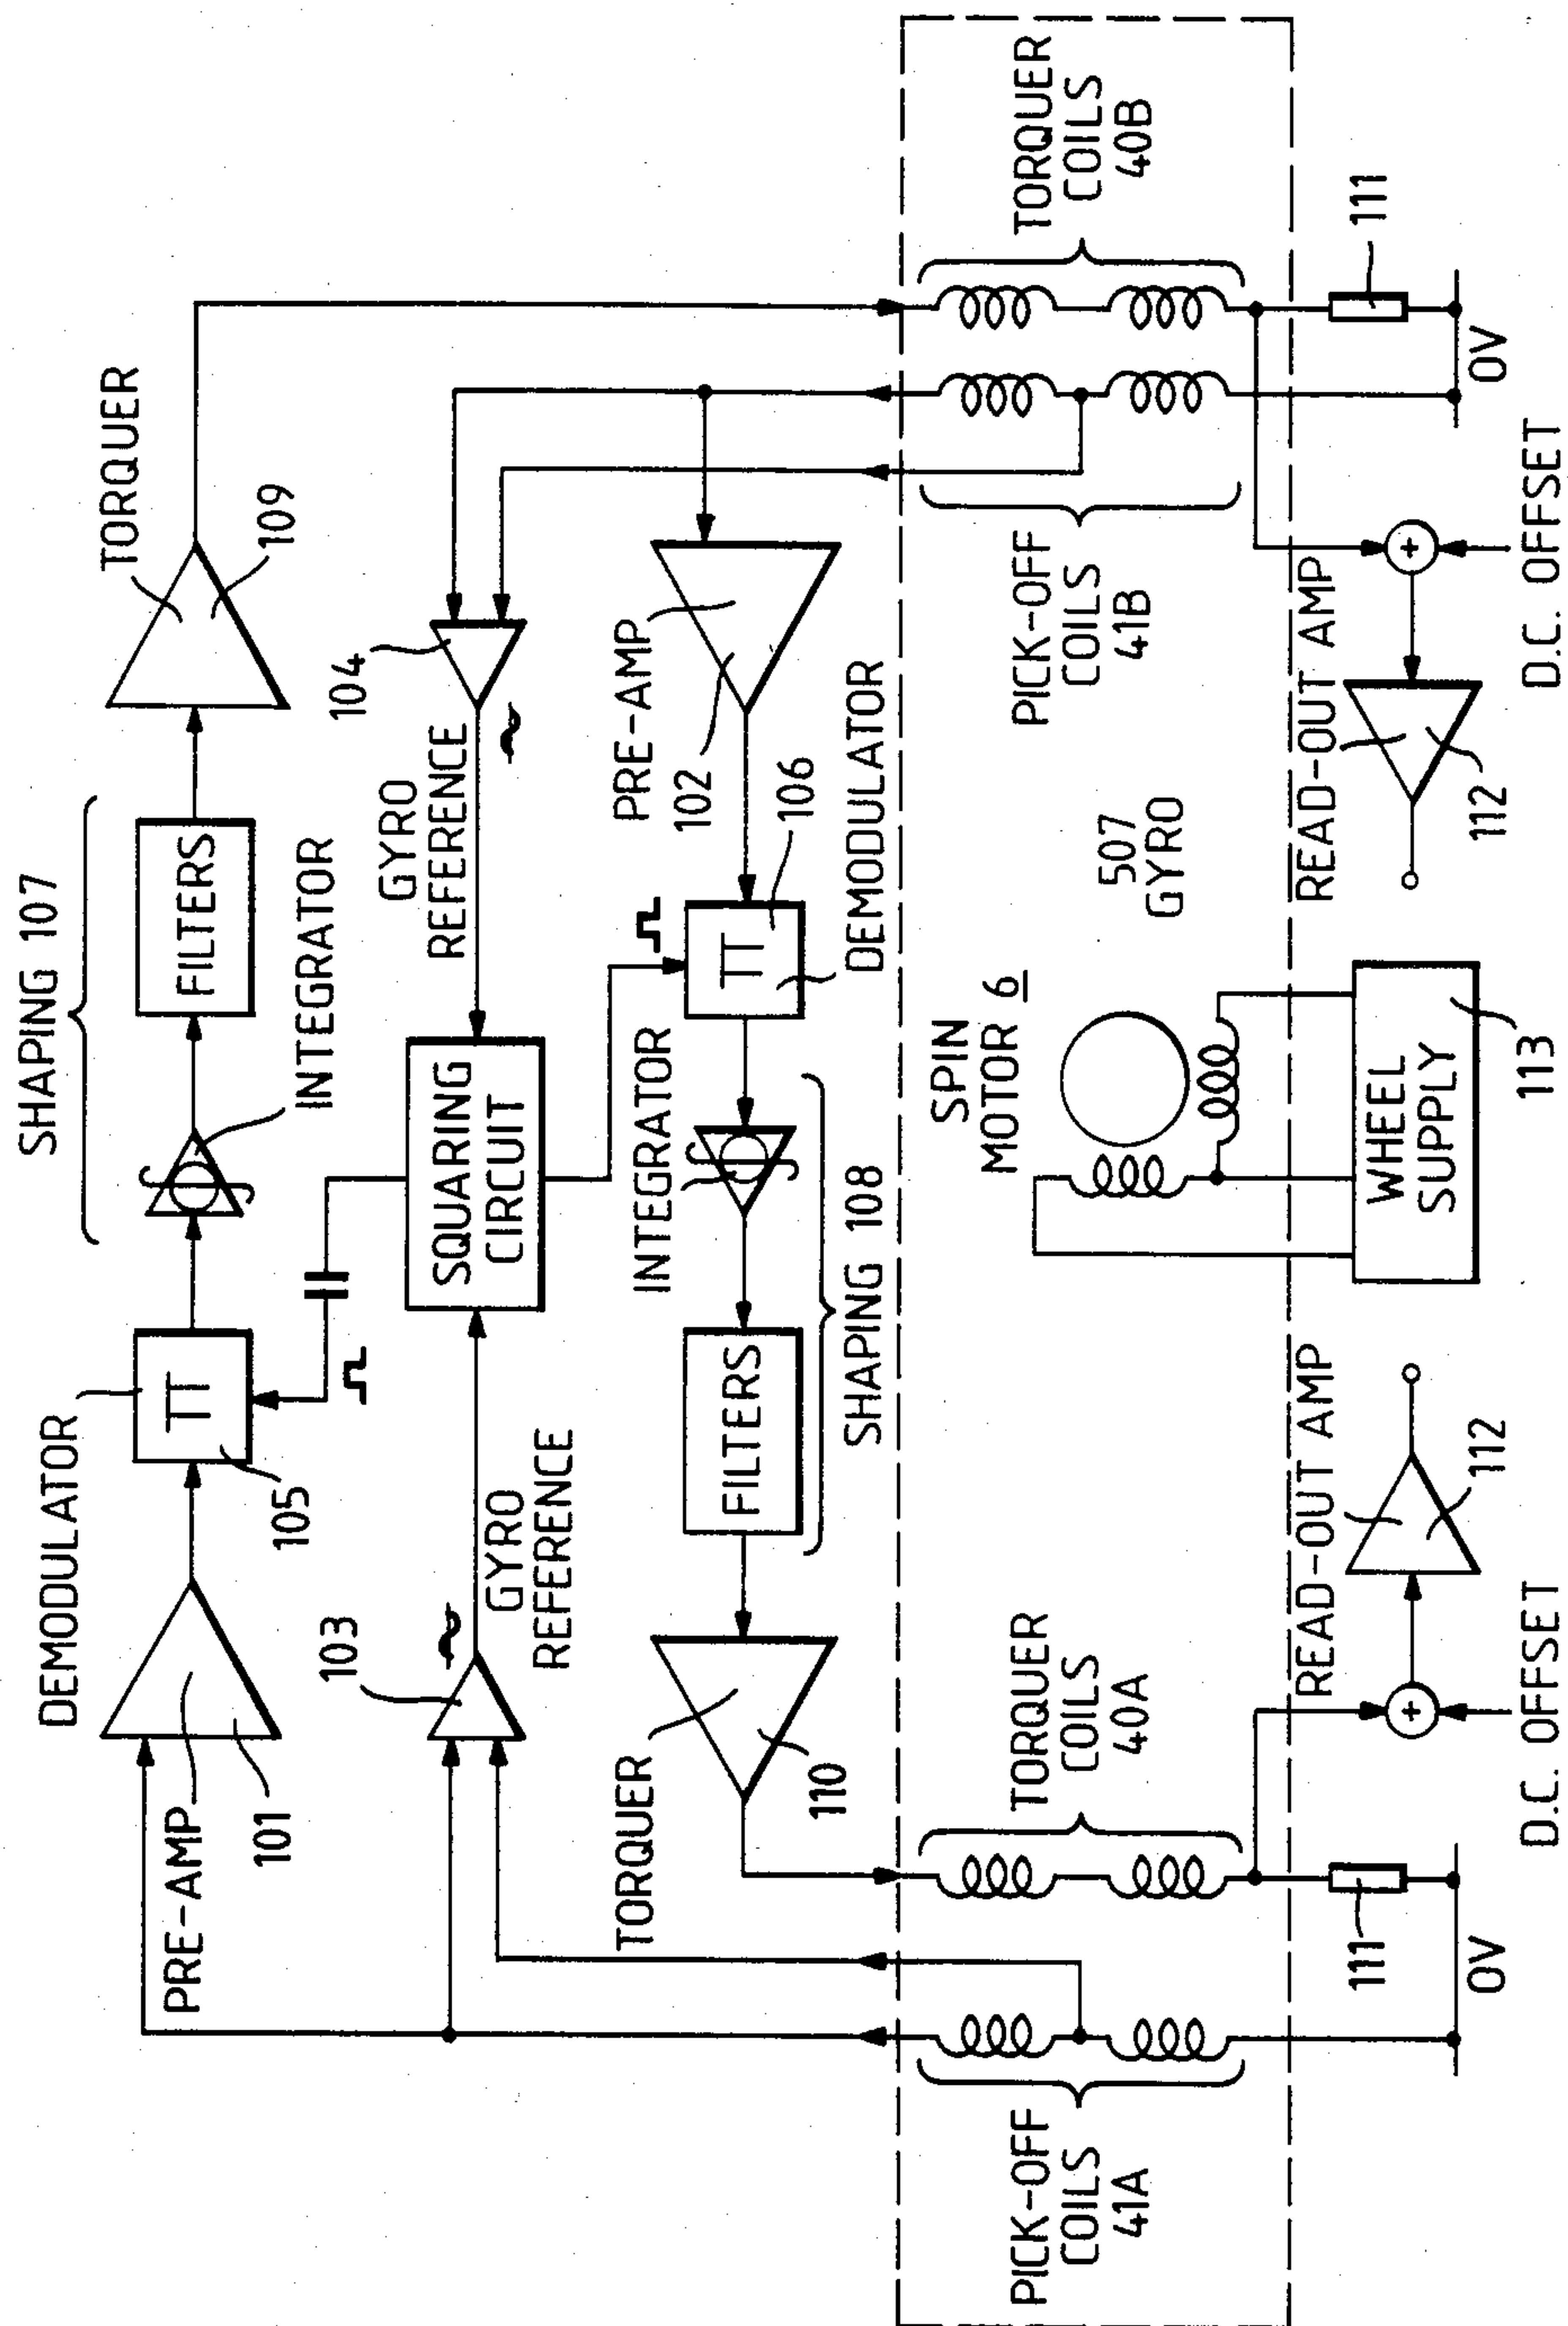 SHAPING 107
TORQUER
109
DEMODULATOR
FILTERS
INTEGRATOR
105
PRE-AMP
101
103
GYRO
REFERENCE
SQUARING
CIRCUIT
GYRO
REFERENCE
104
PRE-AMP
102
106
DEMODULATOR
INTEGRATOR
FILTERS
SHAPING 108
TORQUER
110
PICK-OFF
COILS
41A
TORQUER
COILS
40A
SPIN
MOTOR 6
507
GYRO
PICK-OFF
COILS
41B
TORQUER
COILS
40B
111
0V
READ-OUT AMP
+
112
D.C. OFFSET
WHEEL
SUPPLY
113
READ-OUT AMP
+
112
D.C. OFFSET
111
0V